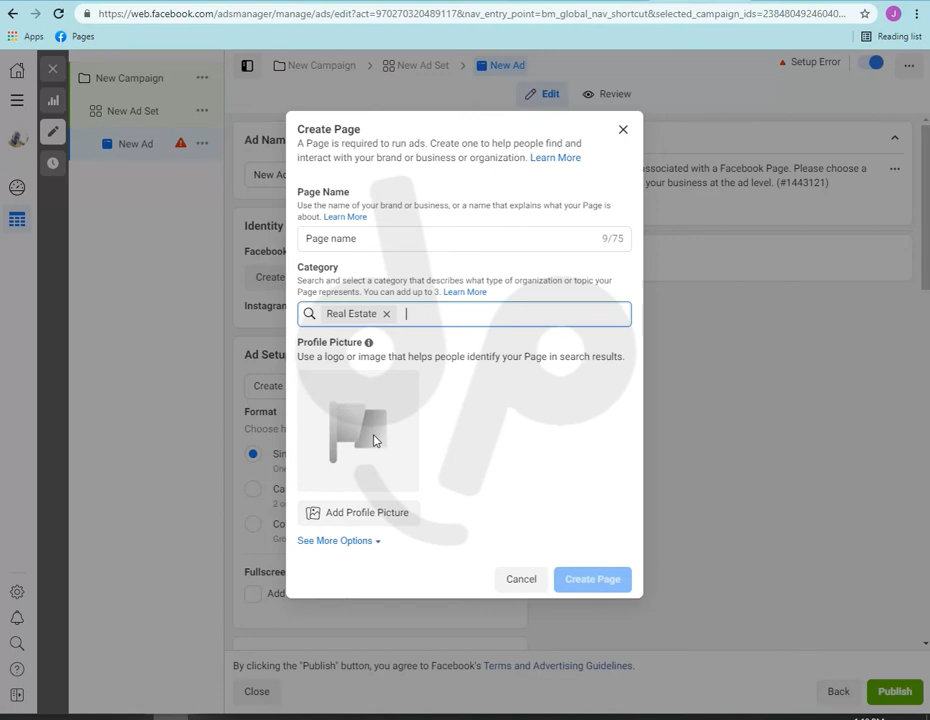 https://web.facebook.com/adsmanager/manage/ads/edit?act=970270320489117&nav_entry_point=bm_global_nav_shortcut&selected_campaign_ids=23848049246040...
J
Apps
Pages
Reading list
New Campaign
New Ad Set
New Ad
New Campaign
New Ad Set
New Ad
Setup Error
Edit
Review
Ad Name
New Ad
associated with a Facebook Page. Please choose a
your business at the ad level. (#1443121)
Create Page
A Page is required to run ads. Create one to help people find and
interact with your brand or business or organization. Learn More
Page Name
Use the name of your brand or business, or a name that explains what your Page is
about. Learn More
Page name
9/75
Category
Search and select a category that describes what type of organization or topic your
Page represents. You can add up to 3. Learn More
Real Estate
Profile Picture
Use a logo or image that helps people identify your Page in search results.
Add Profile Picture
See More Options
Cancel
Create Page
Identity
Facebook
Create
Instagram
Ad Setu
Create
Format
Choose h
Sin
One
Ca
2 o
Co
Gro
Fullscree
Add
By clicking the "Publish" button, you agree to Facebook's Terms and Advertising Guidelines.
Close
Back
Publish